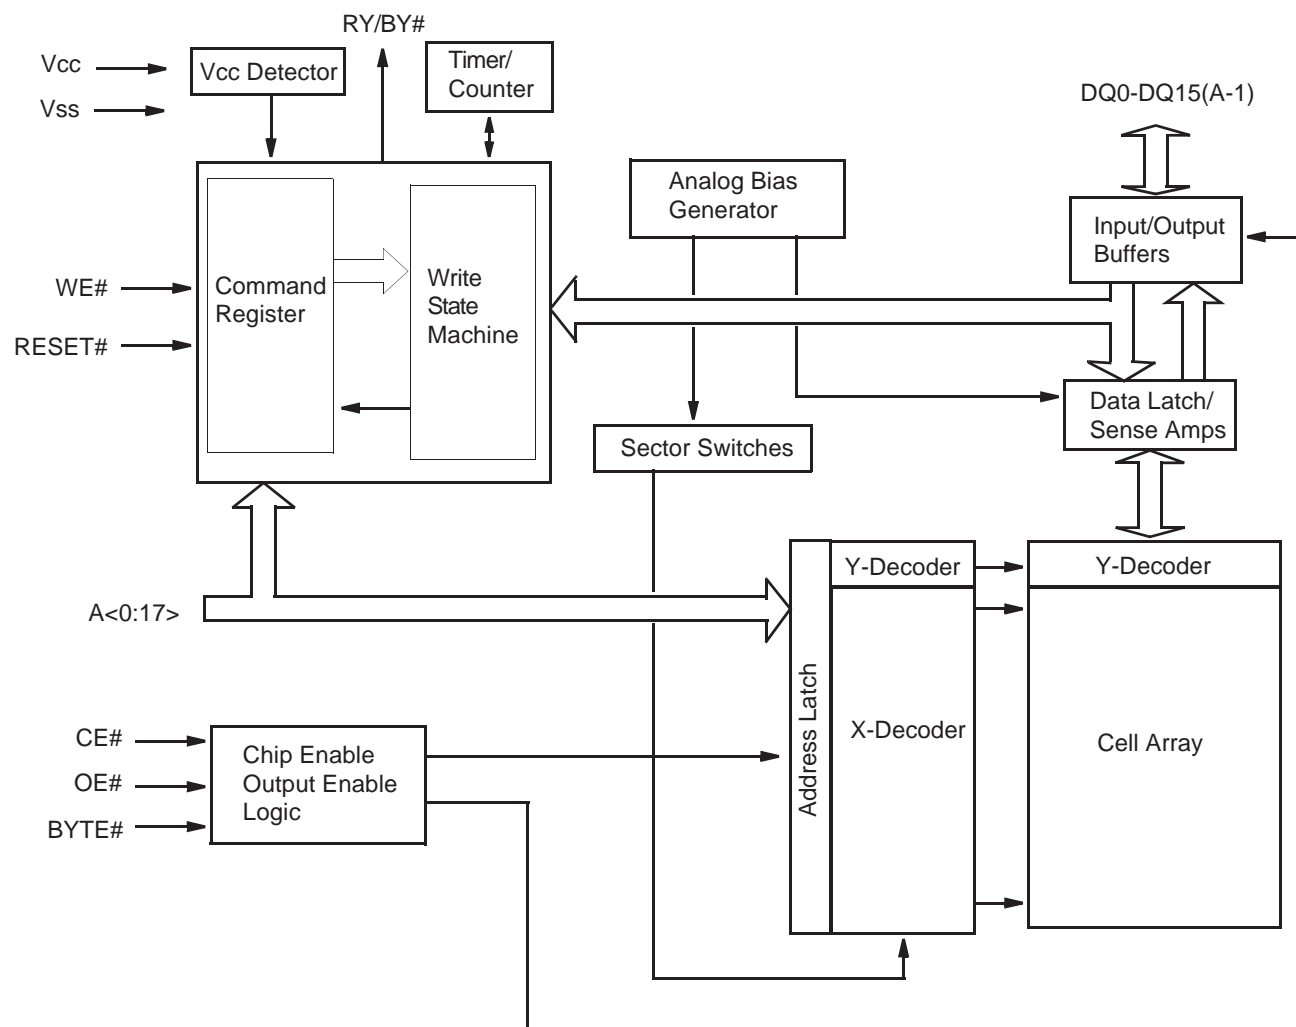 RY/BY#
Vcc
Vss
Vcc Detector
Timer/
Counter
DQ0-DQ15(A-1)
Analog Bias
Generator
Input/Output
Buffers
WE#
RESET#
Command
Register
Write
State
Machine
Data Latch/
Sense Amps
Sector Switches
Y-Decoder
Y-Decoder
A<0:17>
Address Latch
X-Decoder
Cell Array
CE#
OE#
BYTE#
Chip Enable
Output Enable
Logic